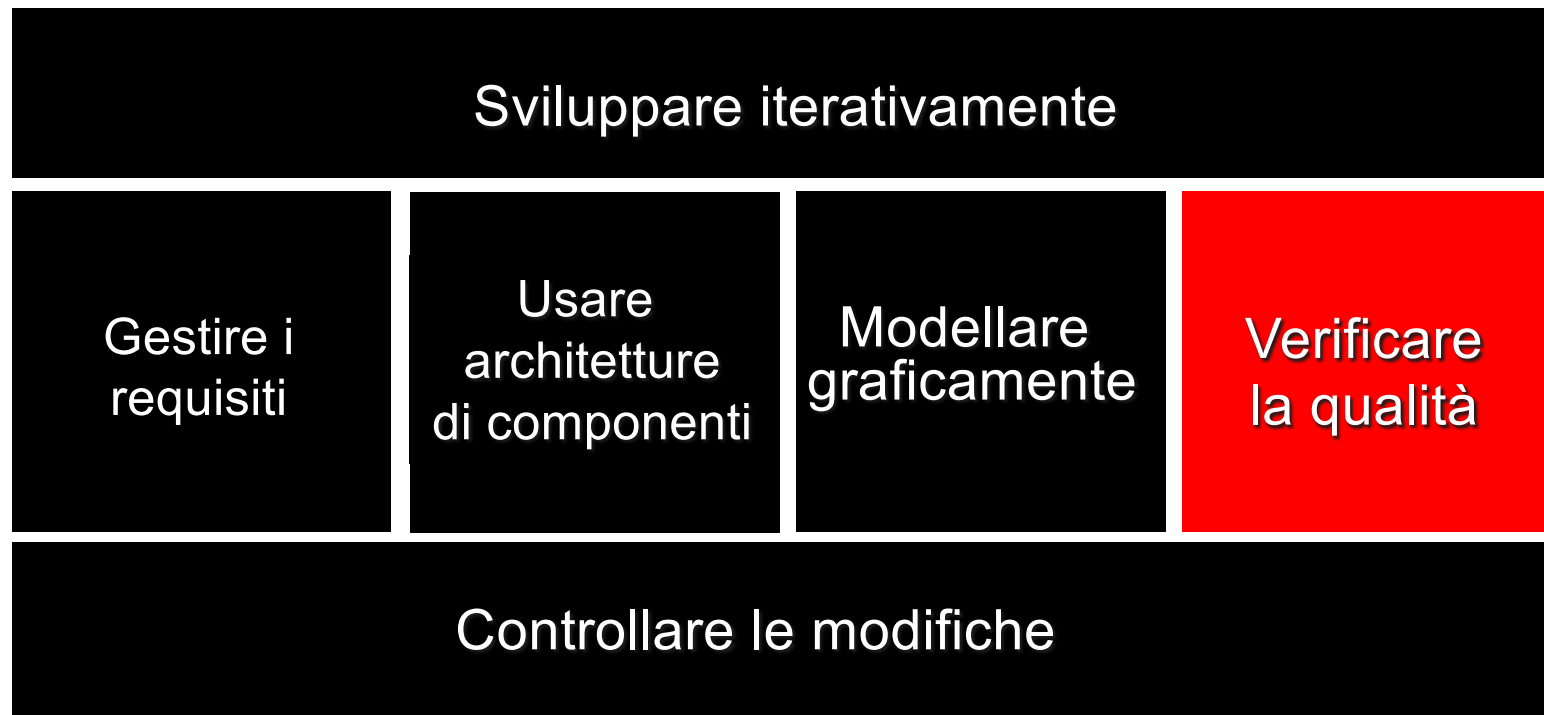 Sviluppare iterativamente
Gestire i
requisiti
Usare
architetture
di componenti
Modellare
graficamente
Verificare
la qualità
Controllare le modifiche